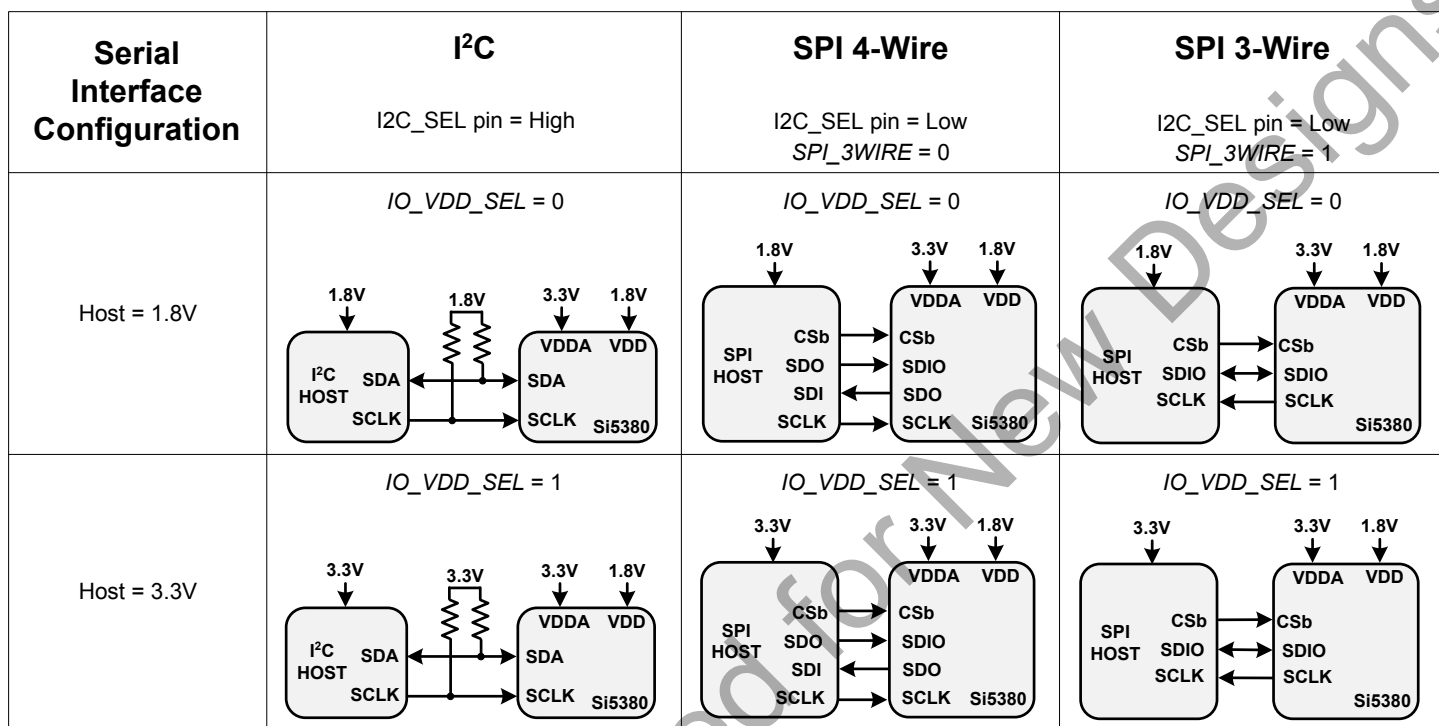 Serial
Interface
Configuration
I²C
I2C_SEL pin = High
SPI 4-Wire
I2C_SEL pin = Low
SPI_3WIRE = 0
SPI 3-Wire
I2C_SEL pin = Low
SPI_3WIRE = 1
Host = 1.8V
IO_VDD_SEL = 0
1.8V 1.8V 3.3V 1.8V
VDDA VDD
I²C
HOST
SDA SDA
SCLK SCLK
Si5380
IO_VDD_SEL = 0
1.8V 3.3V 1.8V
VDDA VDD
SPI
HOST
CSb CSb
SDO SDIO
SDI SDO
SCLK SCLK Si5380
IO_VDD_SEL = 0
1.8V 3.3V 1.8V
VDDA VDD
SPI
HOST
CSb CSb
SDIO SDIO
SCLK SCLK
Si5380
Host = 3.3V
IO_VDD_SEL = 1
3.3V 3.3V 3.3V 1.8V
VDDA VDD
I²C
HOST
SDA SDA
SCLK SCLK
Si5380
IO_VDD_SEL = 1
3.3V 3.3V 1.8V
VDDA VDD
SPI
HOST
CSb CSb
SDO SDIO
SDI SDO
SCLK SCLK Si5380
IO_VDD_SEL = 1
3.3V 3.3V 1.8V
VDDA VDD
SPI
HOST
CSb CSb
SDIO SDIO
SCLK SCLK
Si5380
for New Designs